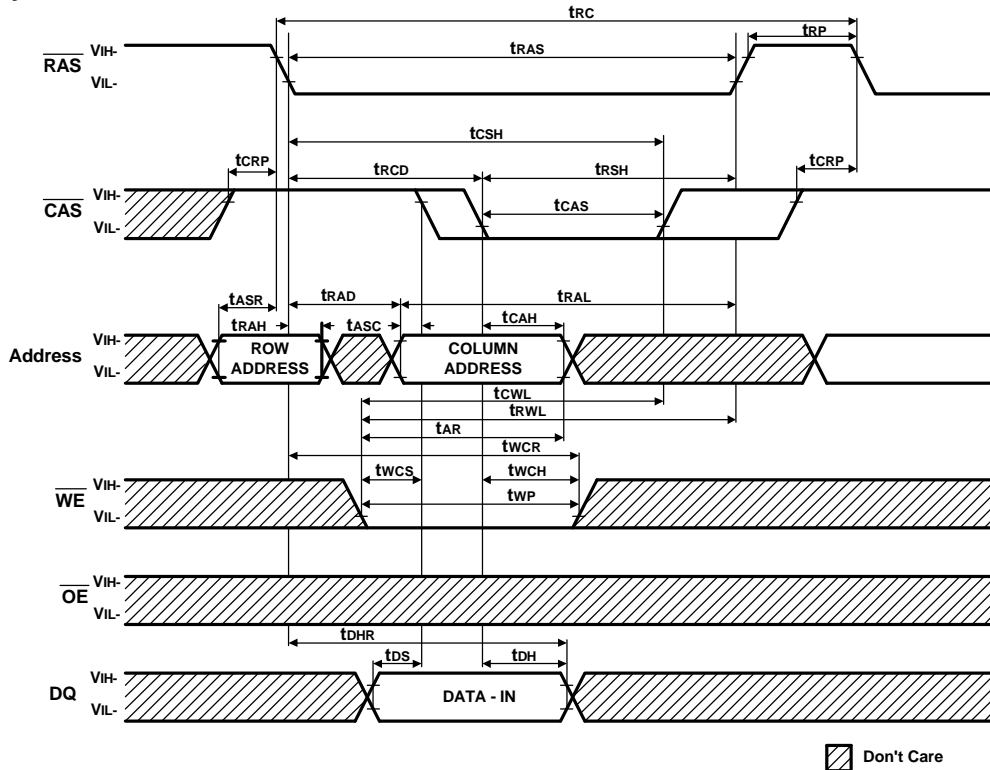 tRC
tRAS
tRP
RAS
VIH-
VIL-
tCSH
tCRP
tRCD
tRSH
tCRP
CAS
VIH-
VIL-
tCAS
tASR
tRAD
tRAL
tRAH
tASC
tCAH
Address
VIH-
VIL-
ROW
ADDRESS
COLUMN
ADDRESS
tCWL
tRWL
tAR
tWCR
tWCS
tWCH
WE
VIH-
VIL-
tWP
OE
VIH-
VIL-
tDHR
tDS
tDH
DQ
VIH-
VIL-
DATA - IN
Don't Care